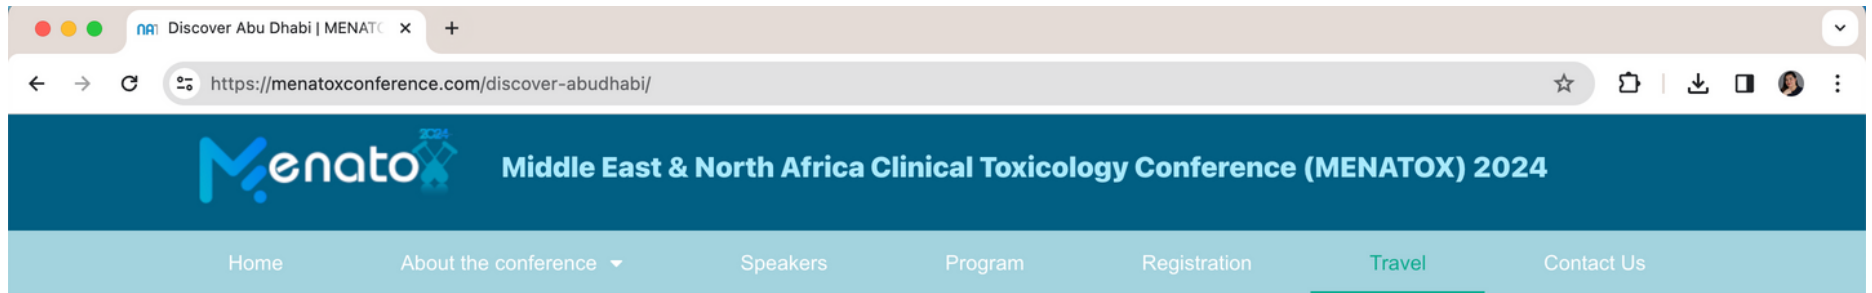 Discover Abu Dhabi | MENATO
https://menatoxconference.com/discover-abudhabi/
Menatox 2024
Middle East & North Africa Clinical Toxicology Conference (MENATOX) 2024
Home About the conference Speakers Program Registration Travel Contact Us